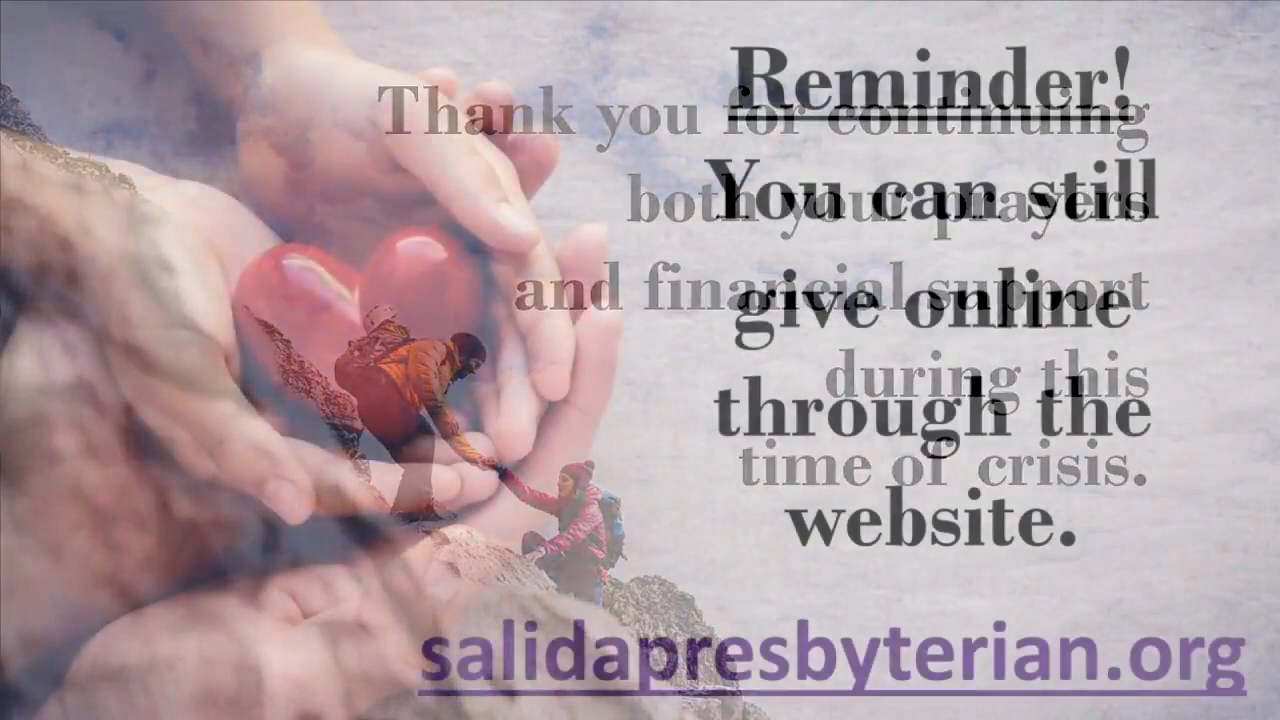 Reminder!
You can still
give online
through the
website.
Thank you for continuing
both your prayers
and financial support
during this
time of crisis.
salidapresbyterian.org